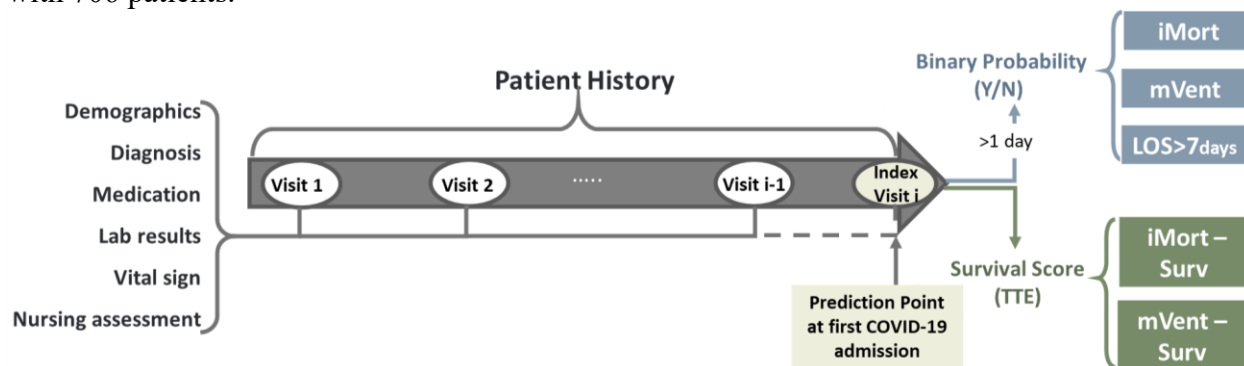 with 706 patients.
Patient History
Demographics
Diagnosis
Medication
Lab results
Vital sign
Nursing assessment
Visit 1
Visit 2
.....
Visit i-1
Index
Visit i
Prediction Point
at first COVID-19
admission
Binary Probability
(Y/N)
>1 day
iMort
mVent
LOS>7days
Survival Score
(TTE)
iMort –
Surv
mVent –
Surv